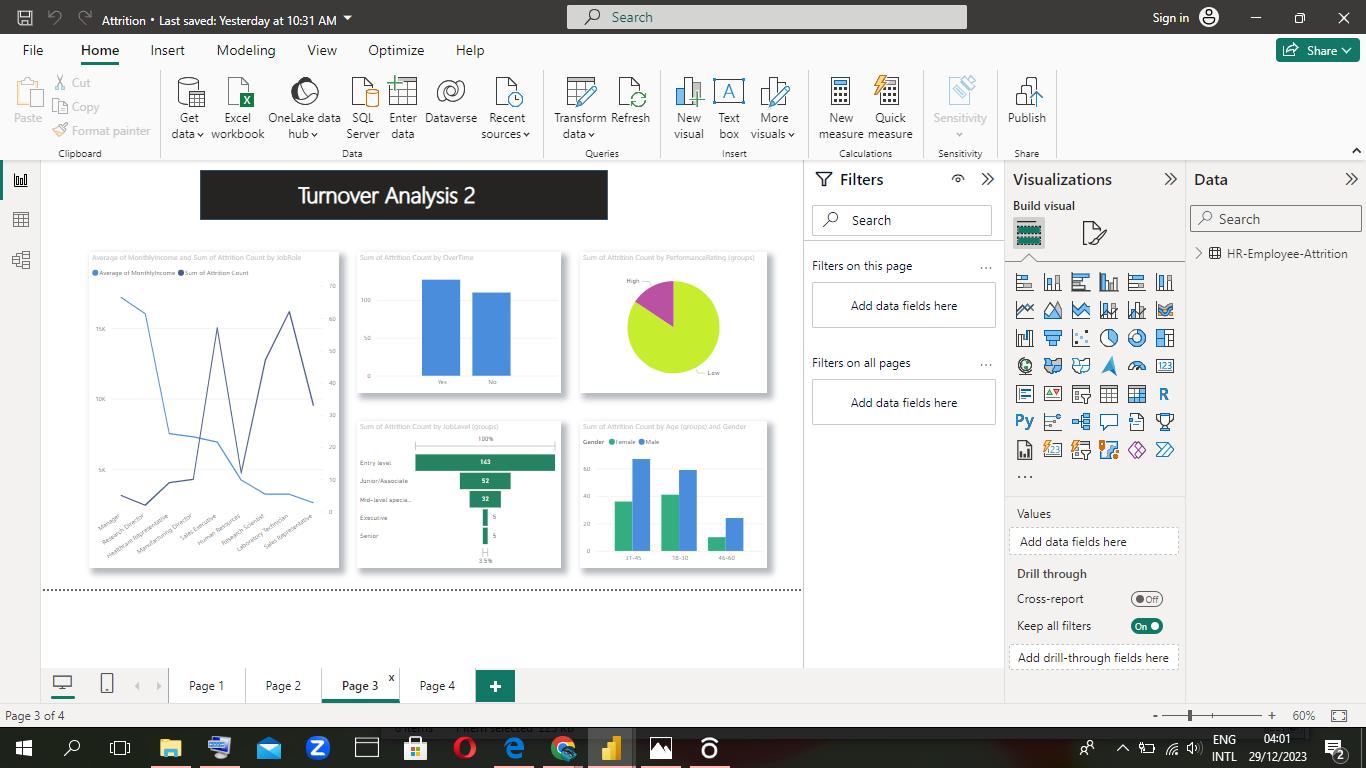 Attrition • Last saved: Yesterday at 10:31 AM
Search
Sign in
File Home Insert Modeling View Optimize Help
Share
Paste
Cut
Copy
Format painter
Clipboard
Get data
Excel workbook
OneLake data hub
SQL Server
Enter data
Dataverse
Recent sources
Data
Transform data
Refresh
Queries
New visual
Text box
More visuals
Insert
New measure
Quick measure
Calculations
Sensitivity
Sensitivity
Publish
Share
Turnover Analysis 2
Average of MonthlyIncome and Sum of Attrition Count by JobRole
Average of MonthlyIncome Sum of Attrition Count
15K
10K
5K
70
60
50
40
30
20
10
0
Manager
Research Director
Healthcare Representative
Manufacturing Director
Sales Executive
Human Resources
Research Scientist
Laboratory Technician
Sales Representative
Sum of Attrition Count by OverTime
100
50
0
Yes No
Sum of Attrition Count by PerformanceRating (groups)
High
Low
Sum of Attrition Count by JobLevel (groups)
100%
Entry level 143
Junior/Associate 52
Mid-level specia... 32
Executive 5
Senior 5
3.5%
Sum of Attrition Count by Age (groups) and Gender
Gender Female Male
60
40
20
0
31-45 18-30 46-60
Filters
Search
Filters on this page ...
Add data fields here
Filters on all pages ...
Add data fields here
Visualizations
Build visual
R
Py
123
123
...
Values
Add data fields here
Drill through
Cross-report Off
Keep all filters On
Add drill-through fields here
Data
Search
HR-Employee-Attrition
Page 1 Page 2 Page 3 x Page 4 +
Page 3 of 4
- + 60%
ENG
INTL
04:01
29/12/2023
2